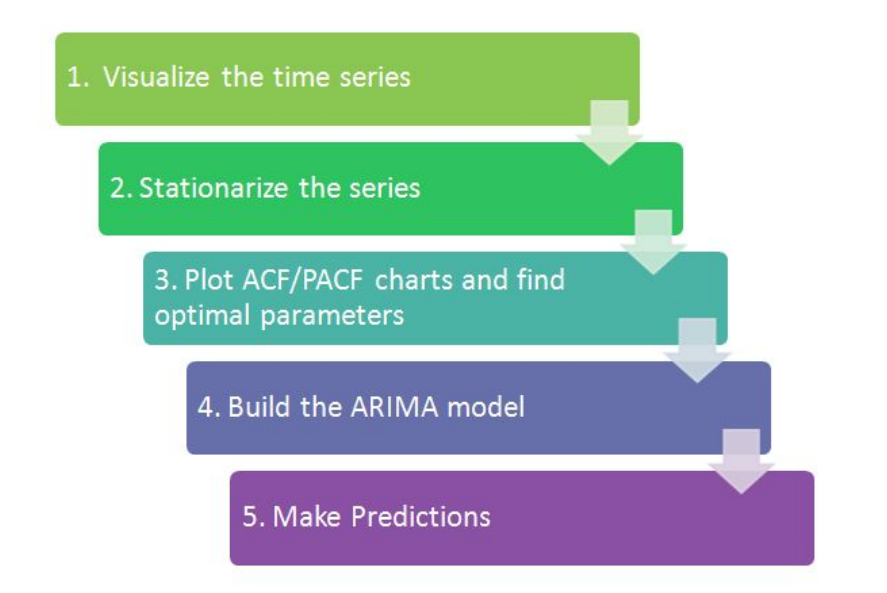 1. Visualize the time series
2. Stationarize the series
3. Plot ACF/PACF charts and find
optimal parameters
4. Build the ARIMA model
5. Make Predictions